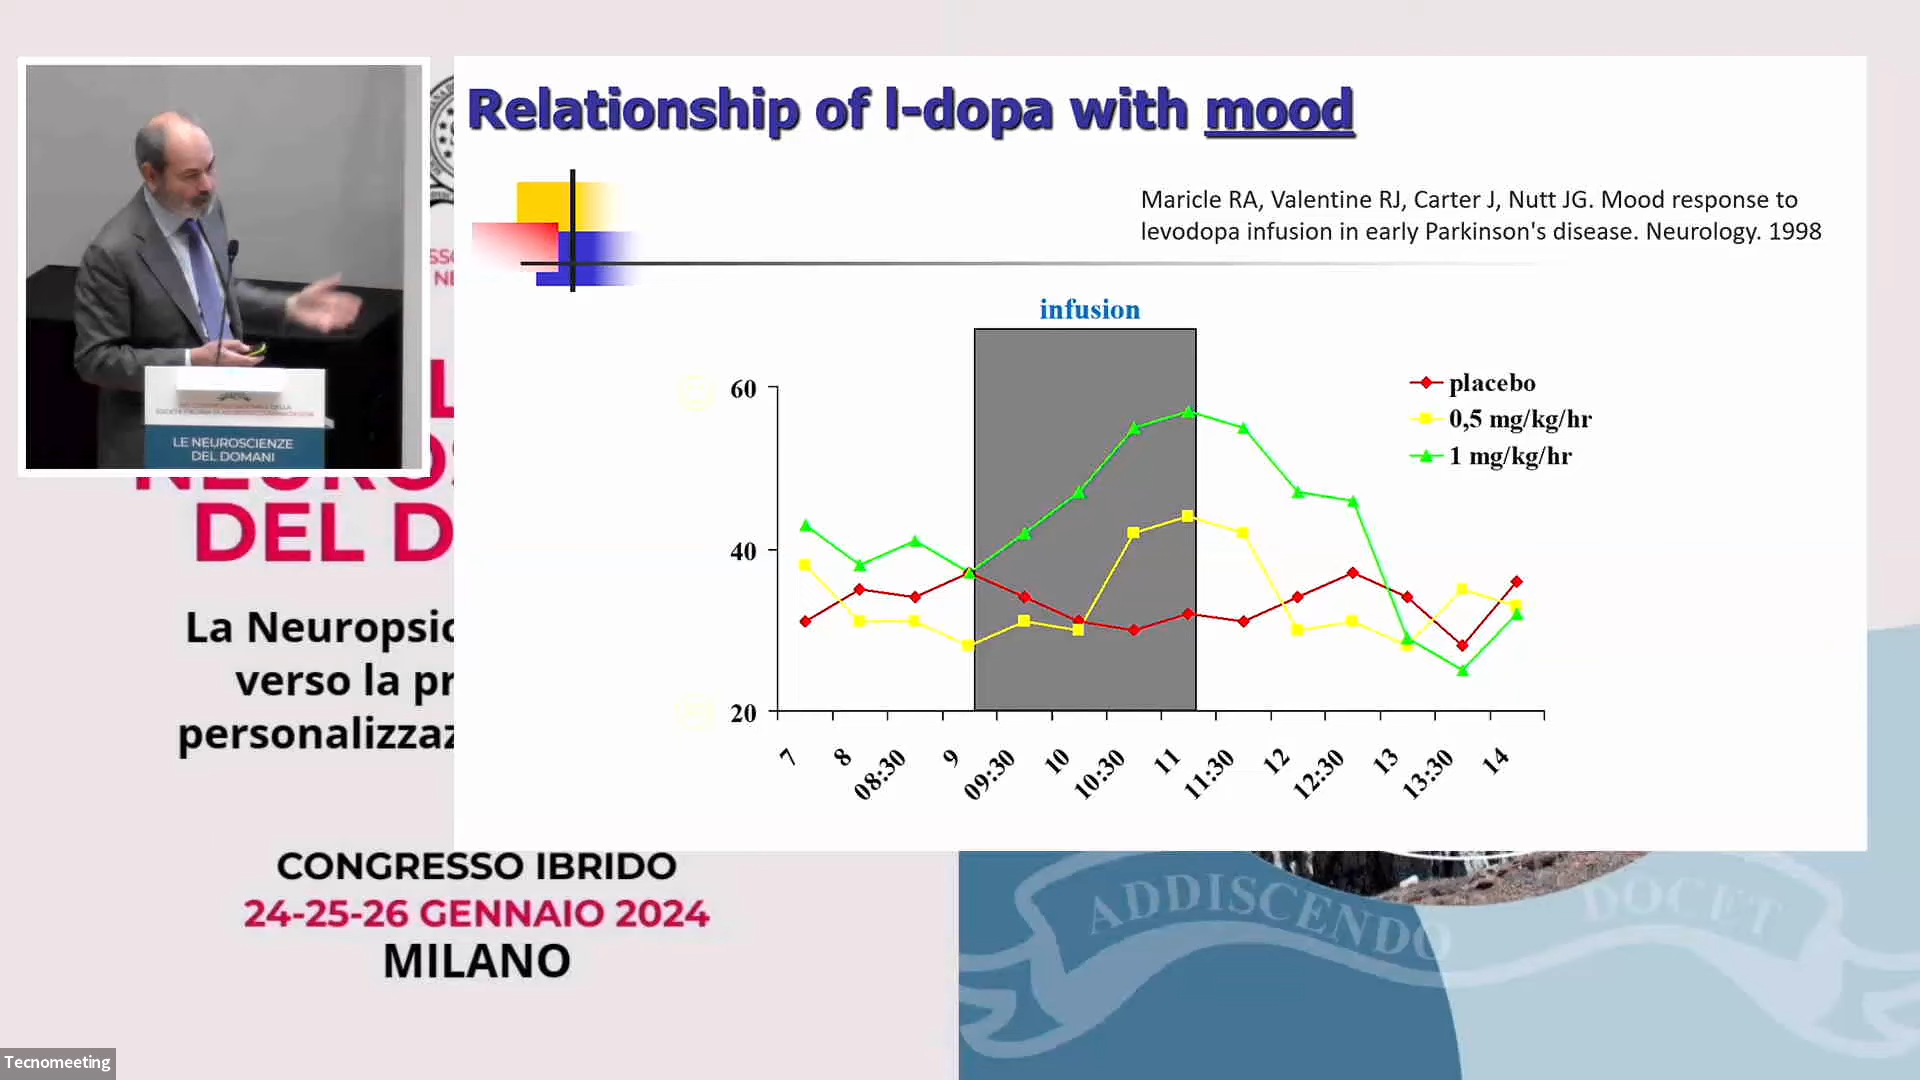 Relationship of l-dopa with mood
Maricle RA, Valentine RJ, Carter J, Nutt JG. Mood response to
levodopa infusion in early Parkinson's disease. Neurology. 1998
infusion
60
40
20
placebo
0,5 mg/kg/hr
1 mg/kg/hr
7
8
08:30
9
09:30
10
10:30
11
11:30
12
12:30
13
13:30
14
LE NEUROSCIENZE
DEL DOMANI
DEL D
La Neuropsic
verso la pr
personalizzaz
CONGRESSO IBRIDO
24-25-26 GENNAIO 2024
MILANO
ADDISCENDO DOCET
Tecnomeeting